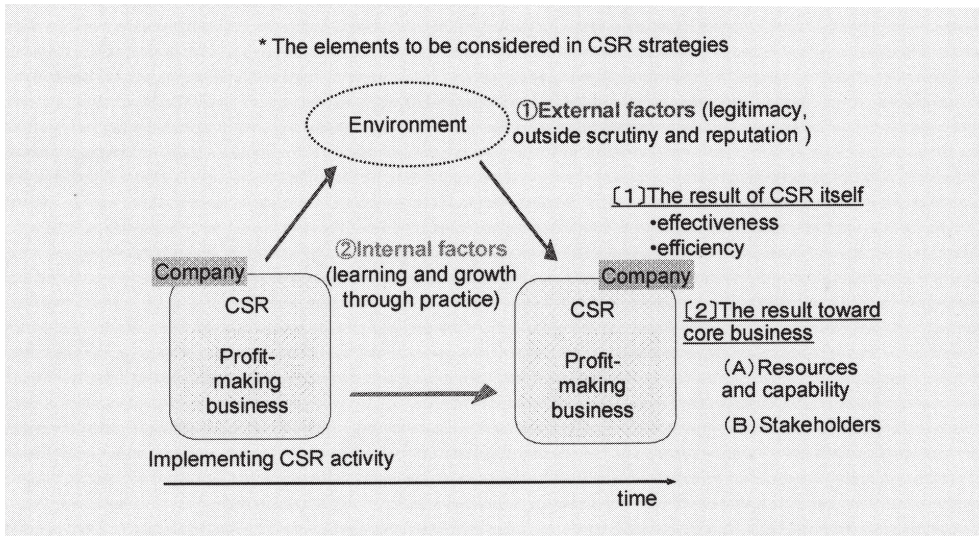 * The elements to be considered in CSR strategies
Environment
①External factors (legitimacy,
outside scrutiny and reputation )
[1]The result of CSR itself
•effectiveness
•efficiency
②Internal factors
(learning and growth
through practice)
Company
CSR
Profit-
making
business
Company
CSR
Profit-
making
business
[2]The result toward
core business
(A)Resources
and capability
(B)Stakeholders
Implementing CSR activity
time